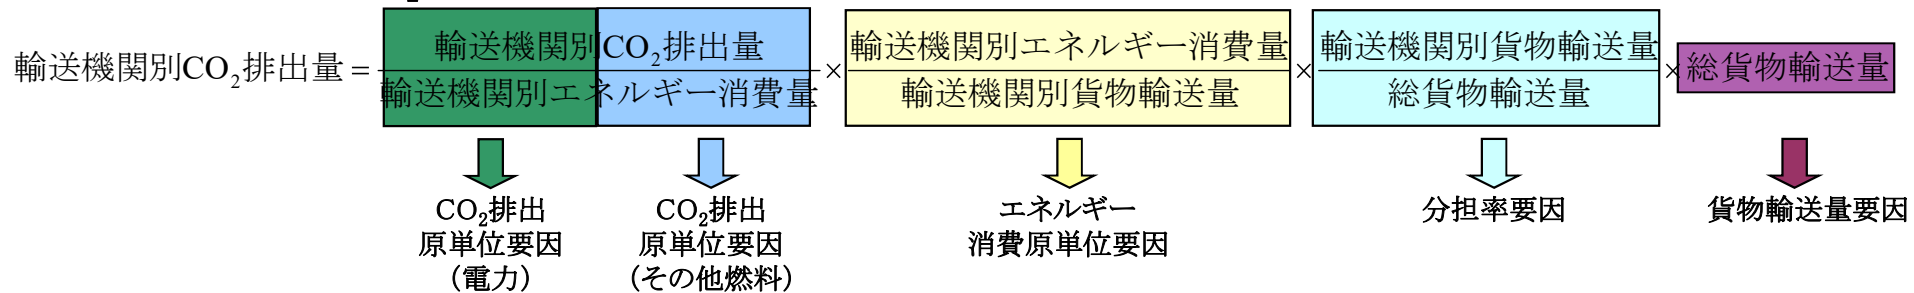 輸送機関別CO₂排出量 = 輸送機関別CO₂排出量 / 輸送機関別エネルギー消費量 × 輸送機関別エネルギー消費量 / 輸送機関別貨物輸送量 × 輸送機関別貨物輸送量 / 総貨物輸送量 × 総貨物輸送量
CO₂排出
原単位要因
(電力)
CO₂排出
原単位要因
(その他燃料)
エネルギー
消費原単位要因
分担率要因
貨物輸送量要因